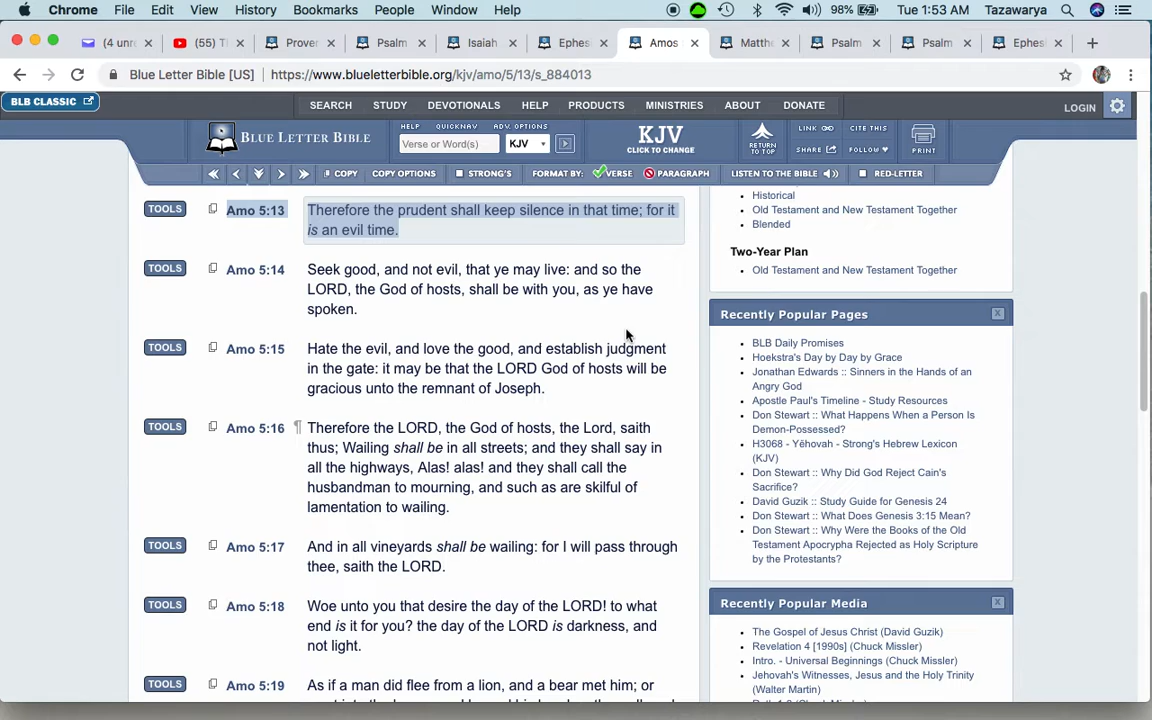 Chrome File Edit View History Bookmarks People Window Help 98% Tue 1:53 AM Tazawarya
(4 unre (55) Th Prover Psalm Isaiah Ephes Amos Matthe Psalm Psalm Ephes
Blue Letter Bible [US] https://www.blueletterbible.org/kjv/amo/5/13/s_884013
BLB CLASSIC
SEARCH STUDY DEVOTIONALS HELP PRODUCTS MINISTRIES ABOUT DONATE LOGIN
BLUE LETTER BIBLE
HELP QUICKNAV ADV. OPTIONS
Verse or Word(s) KJV
KJV
CLICK TO CHANGE
RETURN
TO TOP
LINK CITE THIS
SHARE FOLLOW
PRINT
COPY COPY OPTIONS STRONG'S FORMAT BY: VERSE PARAGRAPH LISTEN TO THE BIBLE RED-LETTER
TOOLS Amo 5:13 Therefore the prudent shall keep silence in that time; for it
is an evil time.
TOOLS Amo 5:14 Seek good, and not evil, that ye may live: and so the
LORD, the God of hosts, shall be with you, as ye have
spoken.
TOOLS Amo 5:15 Hate the evil, and love the good, and establish judgment
in the gate: it may be that the LORD God of hosts will be
gracious unto the remnant of Joseph.
TOOLS Amo 5:16 ¶ Therefore the LORD, the God of hosts, the Lord, saith
thus; Wailing shall be in all streets; and they shall say in
all the highways, Alas! alas! and they shall call the
husbandman to mourning, and such as are skilful of
lamentation to wailing.
TOOLS Amo 5:17 And in all vineyards shall be wailing: for I will pass through
thee, saith the LORD.
TOOLS Amo 5:18 Woe unto you that desire the day of the LORD! to what
end is it for you? the day of the LORD is darkness, and
not light.
TOOLS Amo 5:19 As if a man did flee from a lion, and a bear met him; or
Historical
Old Testament and New Testament Together
Blended
Two-Year Plan
Old Testament and New Testament Together
Recently Popular Pages
BLB Daily Promises
Hoekstra's Day by Day by Grace
Jonathan Edwards :: Sinners in the Hands of an
Angry God
Apostle Paul's Timeline - Study Resources
Don Stewart :: What Happens When a Person Is
Demon-Possessed?
H3068 - Yĕhovah - Strong's Hebrew Lexicon
(KJV)
Don Stewart :: Why Did God Reject Cain's
Sacrifice?
David Guzik :: Study Guide for Genesis 24
Don Stewart :: What Does Genesis 3:15 Mean?
Don Stewart :: Why Were the Books of the Old
Testament Apocrypha Rejected as Holy Scripture
by the Protestants?
Recently Popular Media
The Gospel of Jesus Christ (David Guzik)
Revelation 4 [1990s] (Chuck Missler)
Intro. - Universal Beginnings (Chuck Missler)
Jehovah's Witnesses, Jesus and the Holy Trinity
(Walter Martin)